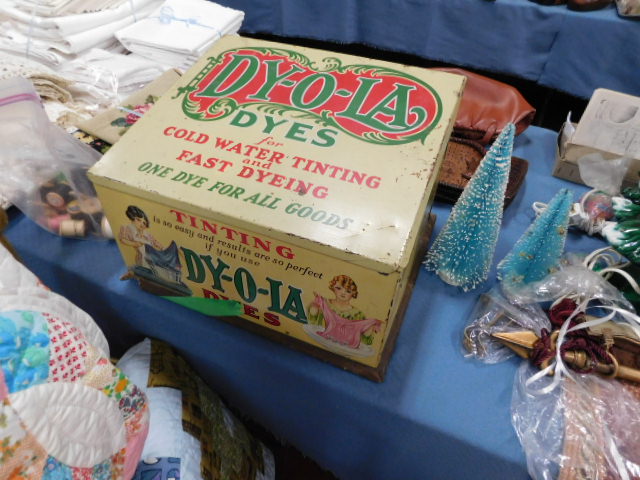 DY-O-LA
DYES
for
COLD WATER TINTING
and
FAST DYEING
ONE DYE FOR ALL GOODS
TINTING
is so easy and results are so perfect
if you use
DY-O-LA
DYES